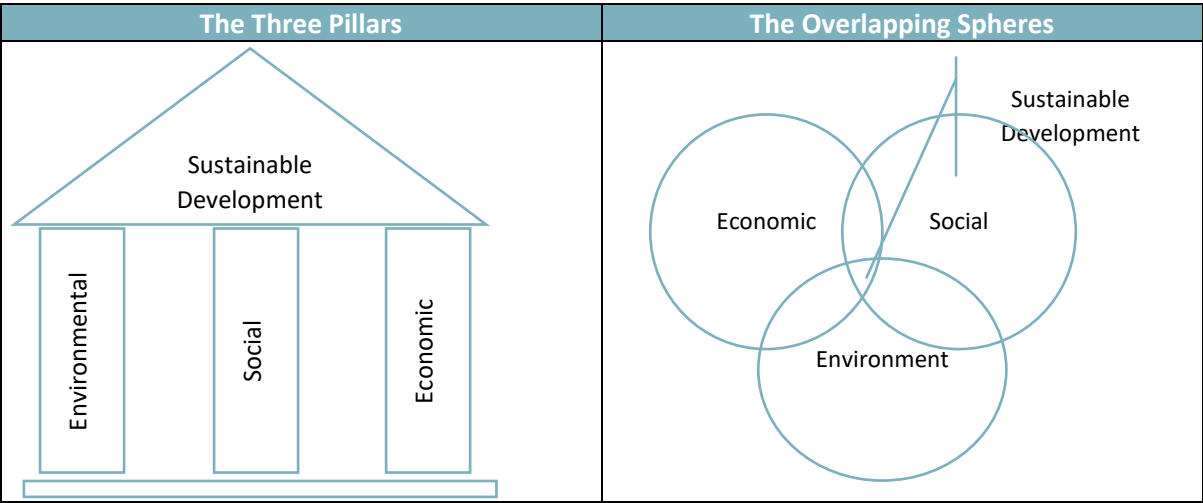 The Three Pillars
Sustainable
Development
Environmental
Social
Economic
The Overlapping Spheres
Sustainable
Development
Economic
Social
Environment